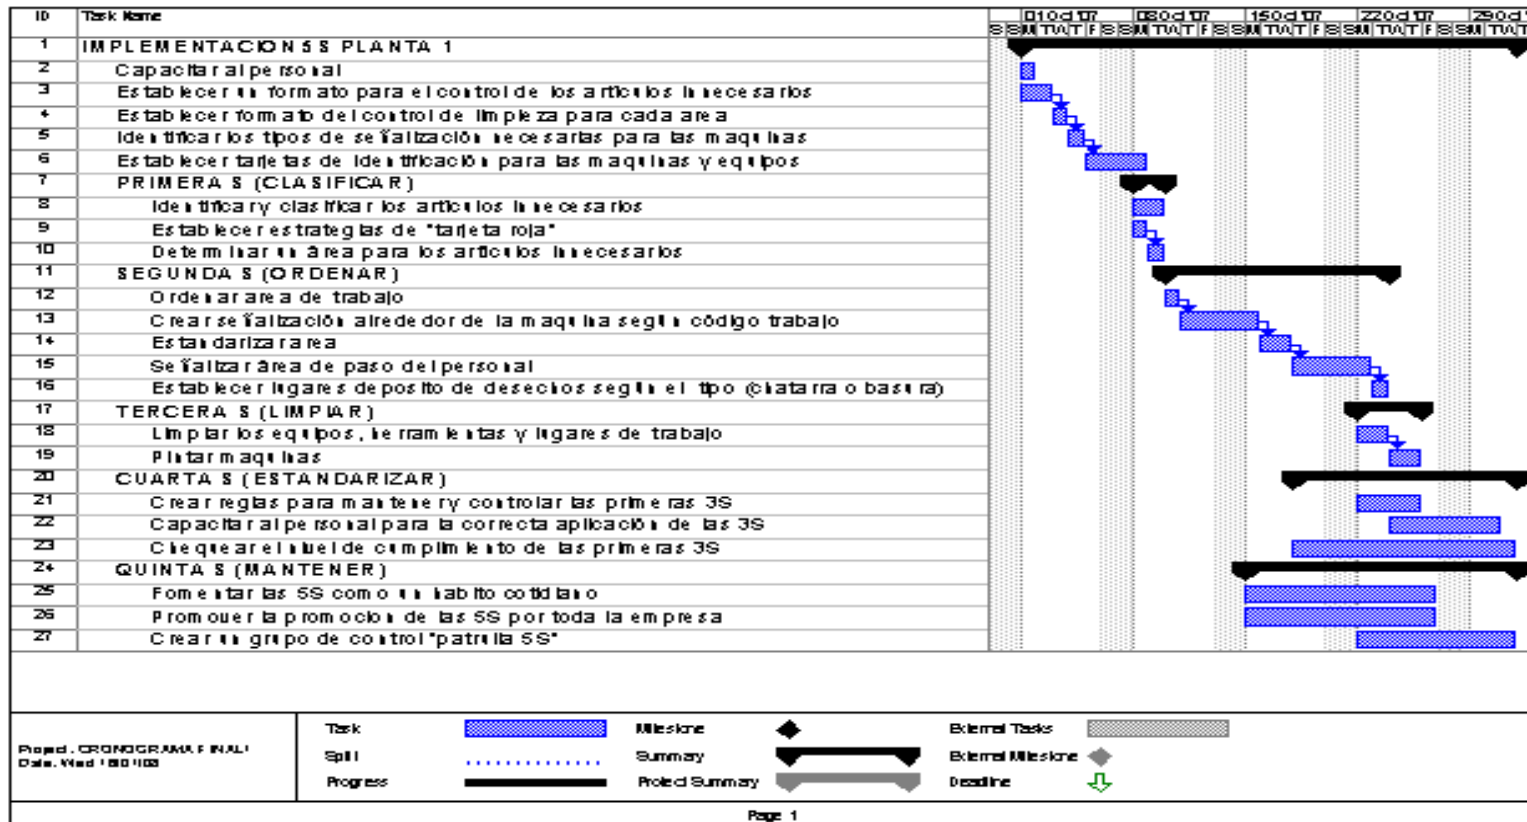 ID Task Name 01 Oct '07 08 Oct '07 15 Oct '07 22 Oct '07 29 Oct '
S S M T W T F S S M T W T F S S M T W T F S S M T W T F S S M T W
1 IMPLEMENTACION 5S PLANTA 1
2 Capacitar al personal
3 Establecer un formato para el control de los articulos innecesarios
4 Establecer formato del control de limpieza para cada area
5 Identificar los tipos de señalización necesarias para las maquinas
6 Establecer tarjetas de identificación para las maquinas y equipos
7 PRIMERA S (CLASIFICAR)
8 Identificar y clasificar los artículos innecesarios
9 Establecer estrategias de "tarjeta roja"
10 Determinar un área para los artículos innecesarios
11 SEGUNDA S (ORDENAR)
12 Ordenar area de trabajo
13 Crear señalización alrededor de la maquina según código trabajo
14 Estandarizar area
15 Señalizar área de paso del personal
16 Establecer lugares deposito de desechos según el tipo (chatarra o basura)
17 TERCERA S (LIMPIAR)
18 Limpiar los equipos, herramientas y lugares de trabajo
19 Pintar maquinas
20 CUARTA S (ESTANDARIZAR)
21 Crear reglas para mantener y controlar las primeras 3S
22 Capacitar al personal para la correcta aplicación de las 3S
23 Chequear el nivel de cumplimiento de las primeras 3S
24 QUINTA S (MANTENER)
25 Fomentar las 5S como un habito cotidiano
26 Promover la promocion de las 5S por toda la empresa
27 Crear un grupo de control "patrulla 5S"
Project: CRONOGRAMA FINAL1
Date: Wed
Task Milestone External Tasks
Split Summary External Milestone
Progress Project Summary Deadline
Page 1